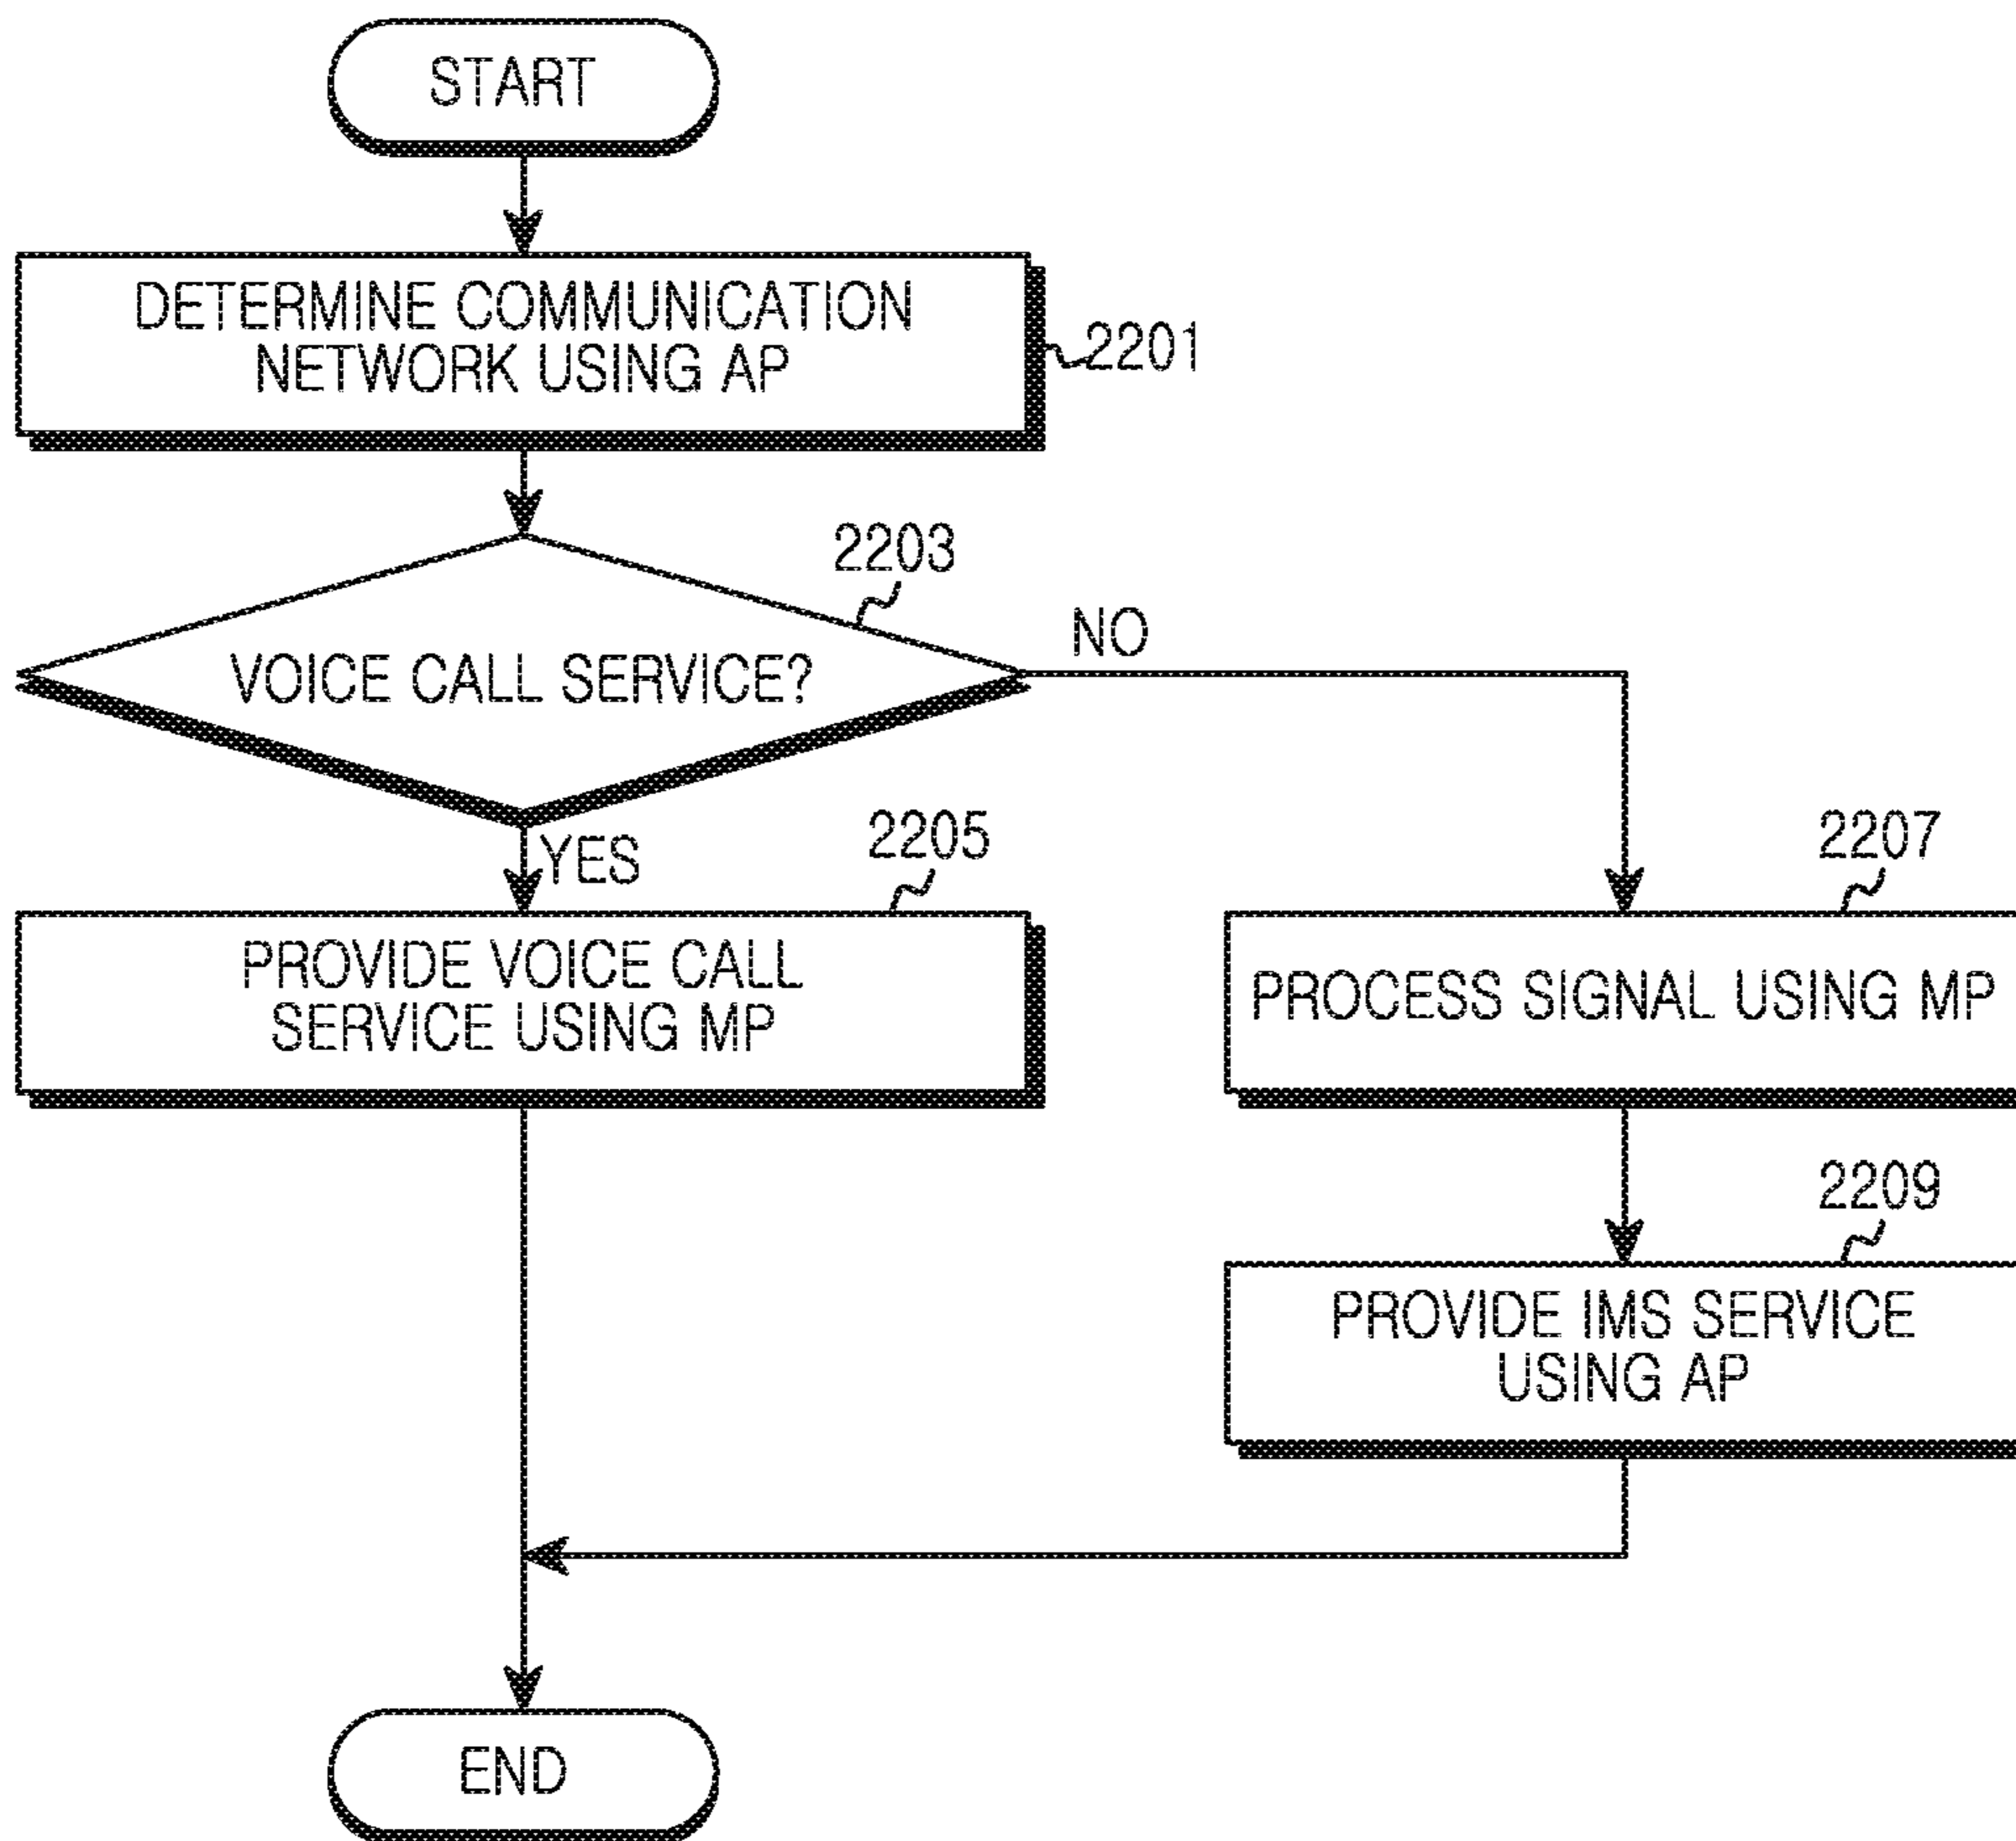 START
DETERMINE COMMUNICATION
NETWORK USING AP
2201
2203
VOICE CALL SERVICE?
NO
YES
2205
PROVIDE VOICE CALL
SERVICE USING MP
2207
PROCESS SIGNAL USING MP
2209
PROVIDE IMS SERVICE
USING AP
END